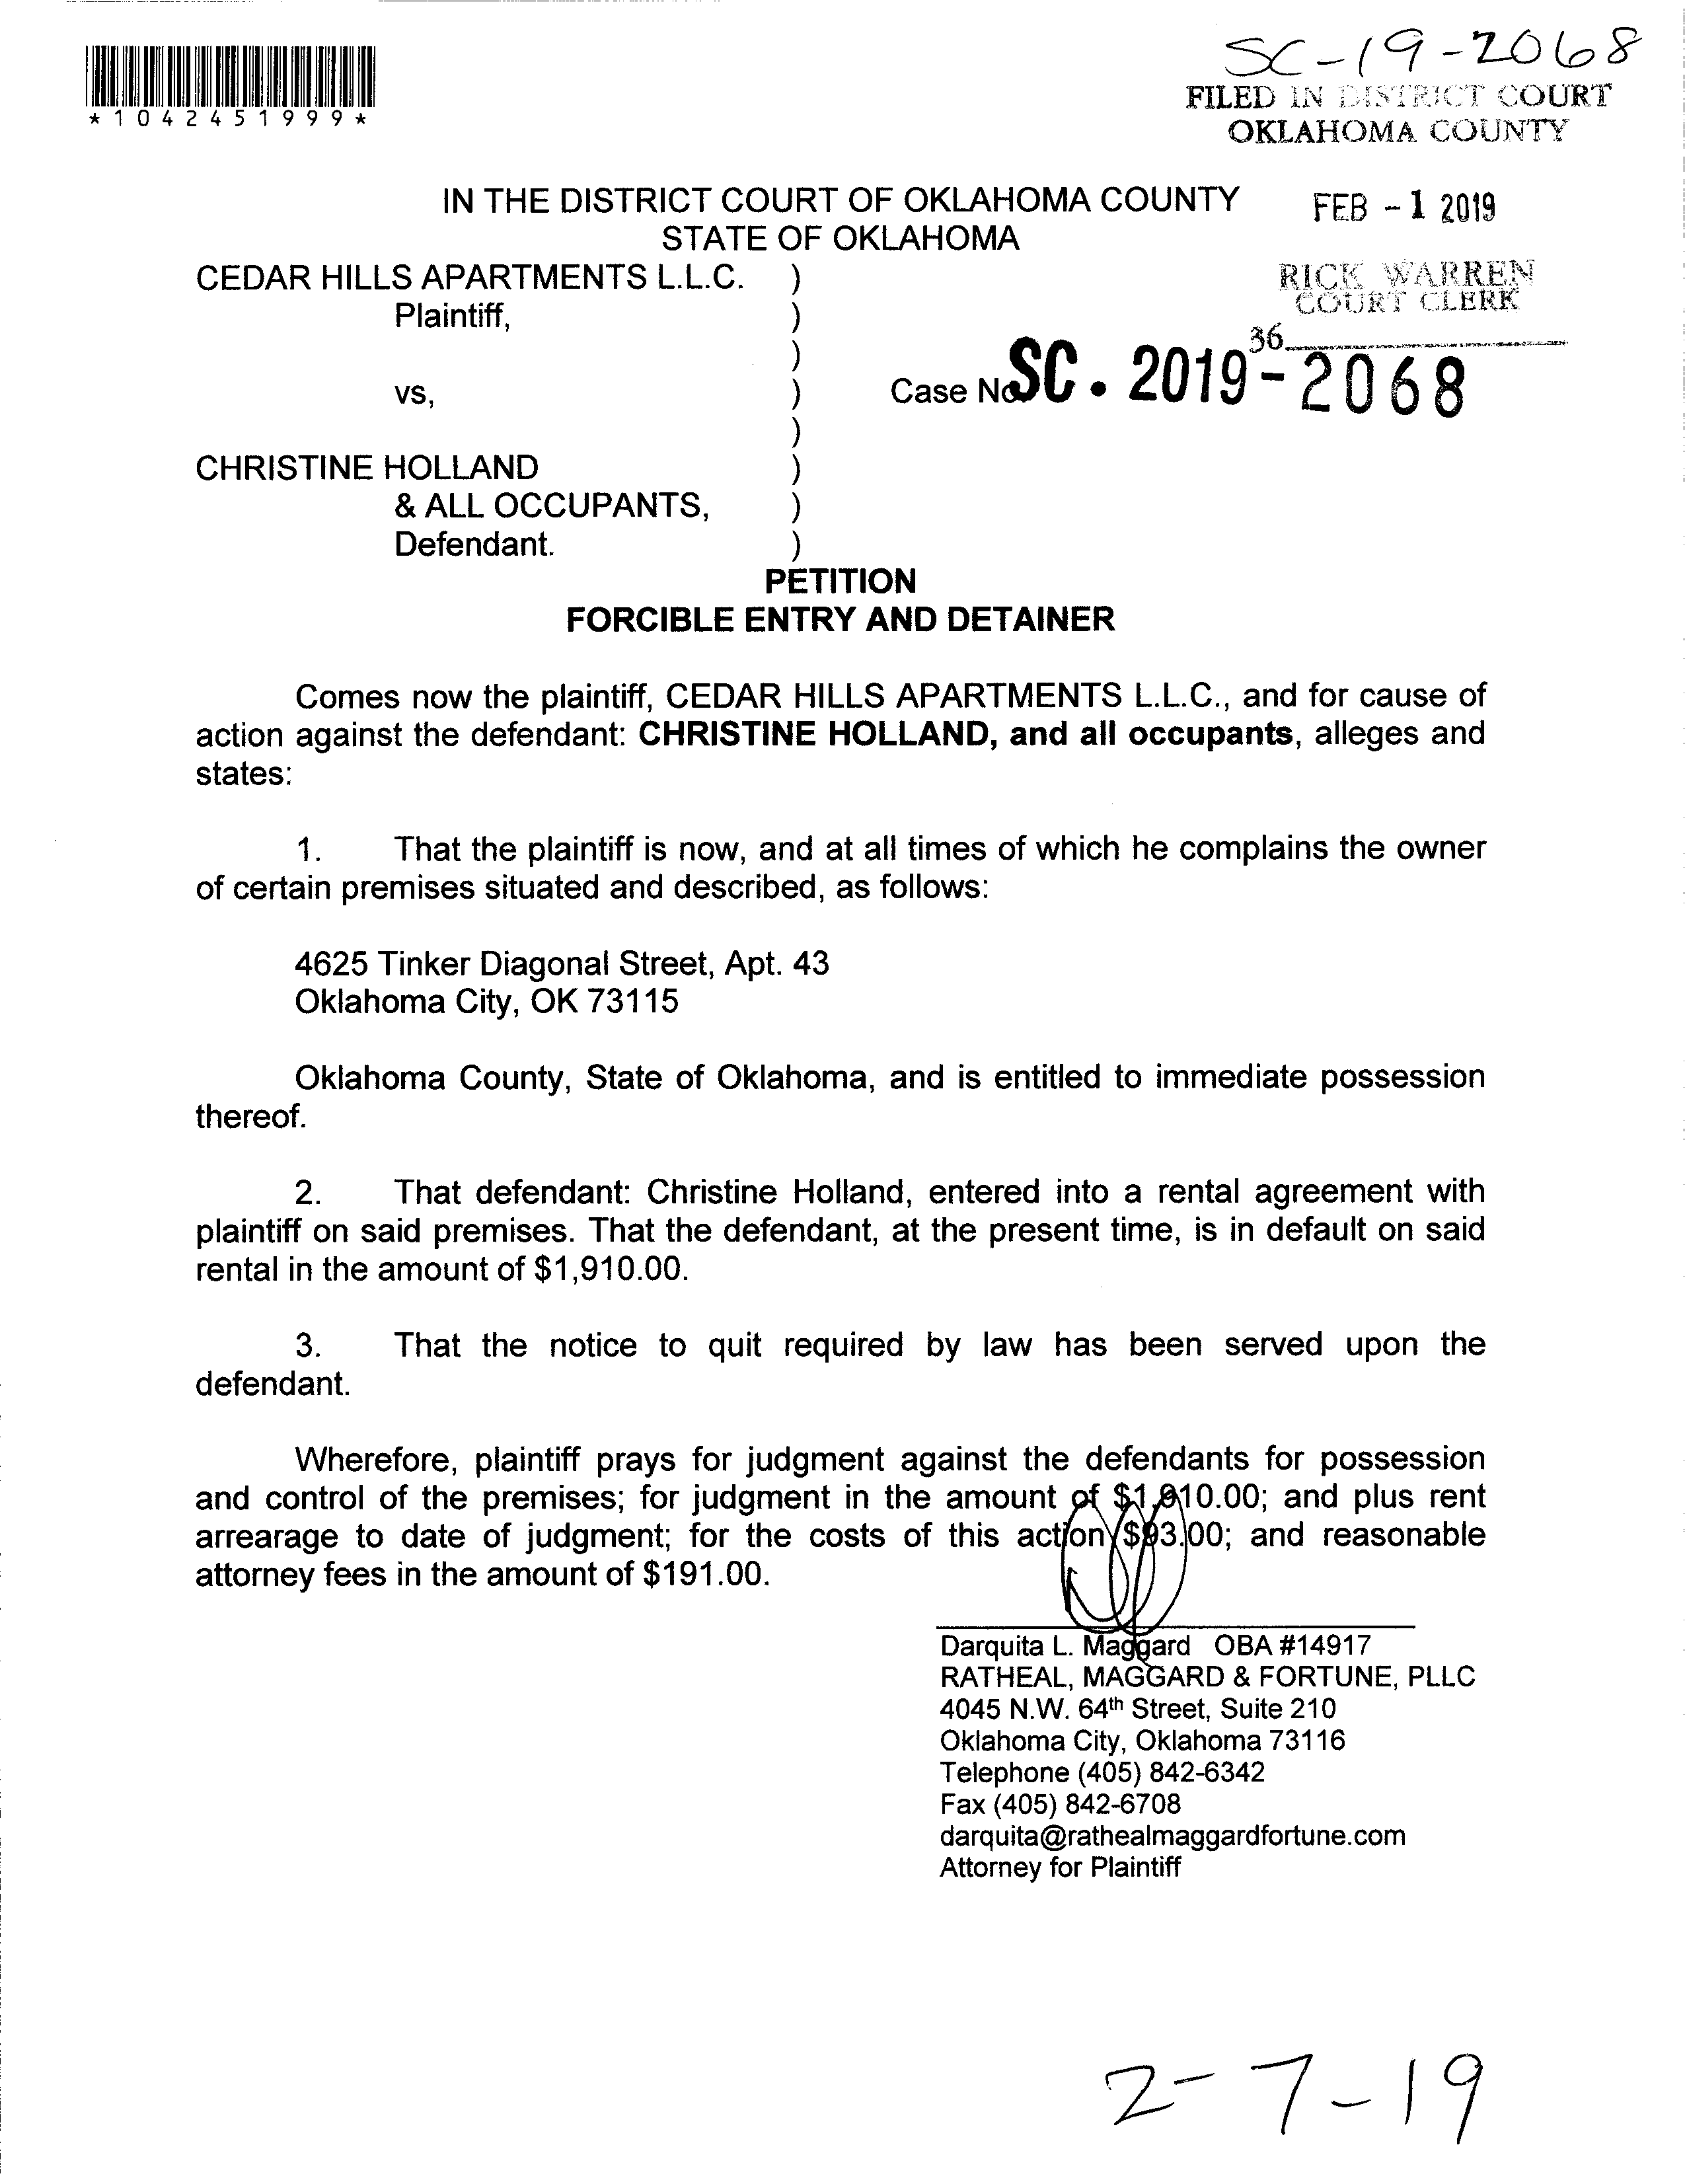 SC-19-2068
*1042451999*
FILED IN DISTRICT COURT
OKLAHOMA COUNTY
IN THE DISTRICT COURT OF OKLAHOMA COUNTY
FEB -1 2019
STATE OF OKLAHOMA
CEDAR HILLS APARTMENTS L.L.C. )
RICK WARREN
COURT CLERK
Plaintiff, )
36
)
vs, ) Case No SC. 2019-2068
)
CHRISTINE HOLLAND )
& ALL OCCUPANTS, )
Defendant. )
PETITION
FORCIBLE ENTRY AND DETAINER
Comes now the plaintiff, CEDAR HILLS APARTMENTS L.L.C., and for cause of
action against the defendant: CHRISTINE HOLLAND, and all occupants, alleges and
states:
1. That the plaintiff is now, and at all times of which he complains the owner
of certain premises situated and described, as follows:
4625 Tinker Diagonal Street, Apt. 43
Oklahoma City, OK 73115
Oklahoma County, State of Oklahoma, and is entitled to immediate possession
thereof.
2. That defendant: Christine Holland, entered into a rental agreement with
plaintiff on said premises. That the defendant, at the present time, is in default on said
rental in the amount of $1,910.00.
3. That the notice to quit required by law has been served upon the
defendant.
Wherefore, plaintiff prays for judgment against the defendants for possession
and control of the premises; for judgment in the amount of $1,910.00; and plus rent
arrearage to date of judgment; for the costs of this action $93.00; and reasonable
attorney fees in the amount of $191.00.
Darquita L. Maggard OBA #14917
RATHEAL, MAGGARD & FORTUNE, PLLC
4045 N.W. 64th Street, Suite 210
Oklahoma City, Oklahoma 73116
Telephone (405) 842-6342
Fax (405) 842-6708
darquita@rathealmaggardfortune.com
Attorney for Plaintiff
2-7-19